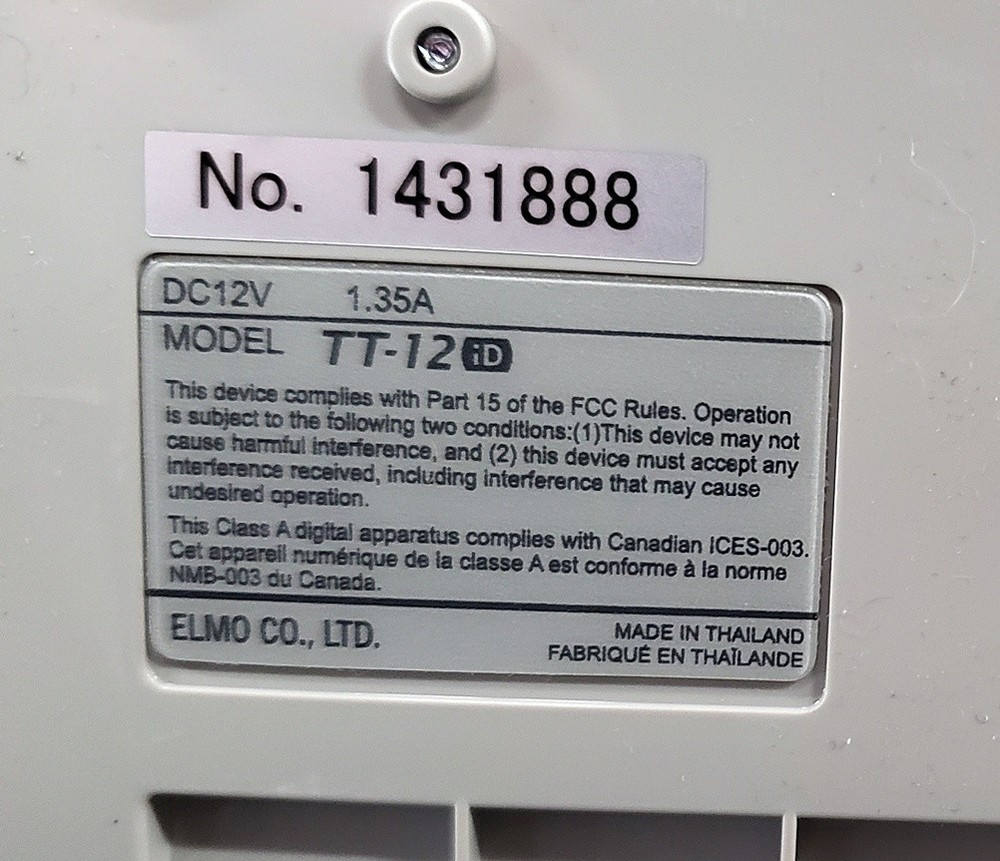 No. 1431888
DC12V 1.35A
MODEL TT-12iD
This device complies with Part 15 of the FCC Rules. Operation
is subject to the following two conditions:(1)This device may not
cause harmful interference, and (2) this device must accept any
interference received, including interference that may cause
undesired operation.
This Class A digital apparatus complies with Canadian ICES-003.
Cet appareil numérique de la classe A est conforme à la norme
NMB-003 du Canada.
ELMO CO., LTD.
MADE IN THAILAND
FABRIQUÉ EN THAÏLANDE